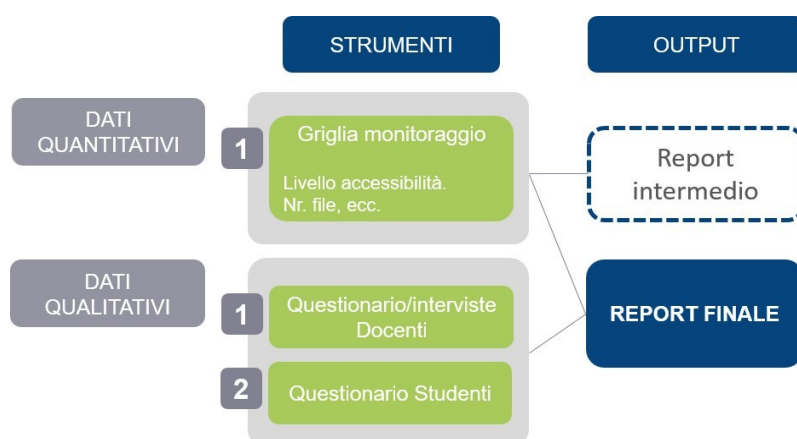 STRUMENTI
OUTPUT
DATI
QUANTITATIVI
1
Griglia monitoraggio
Livello accessibilità.
Nr. file, ecc.
Report
intermedio
DATI
QUALITATIVI
1
Questionario/interviste
Docenti
REPORT FINALE
2
Questionario Studenti